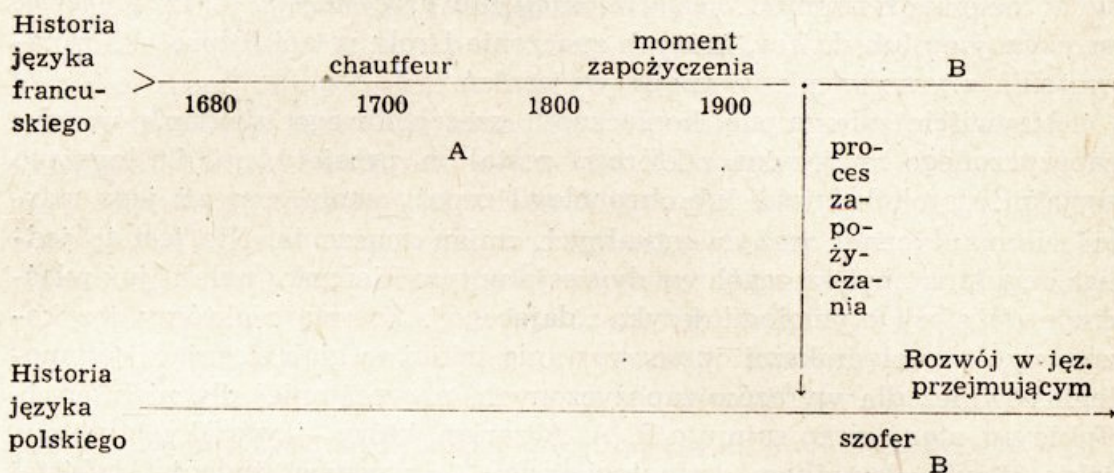 Historia
języka
francu-
skiego
chauffeur
moment
zapożyczenia
B
1680 1700 1800 1900
A
pro-
ces
za-
po-
ży-
cza-
nia
Historia
języka
polskiego
Rozwój w jęz.
przejmującym
szofer
B